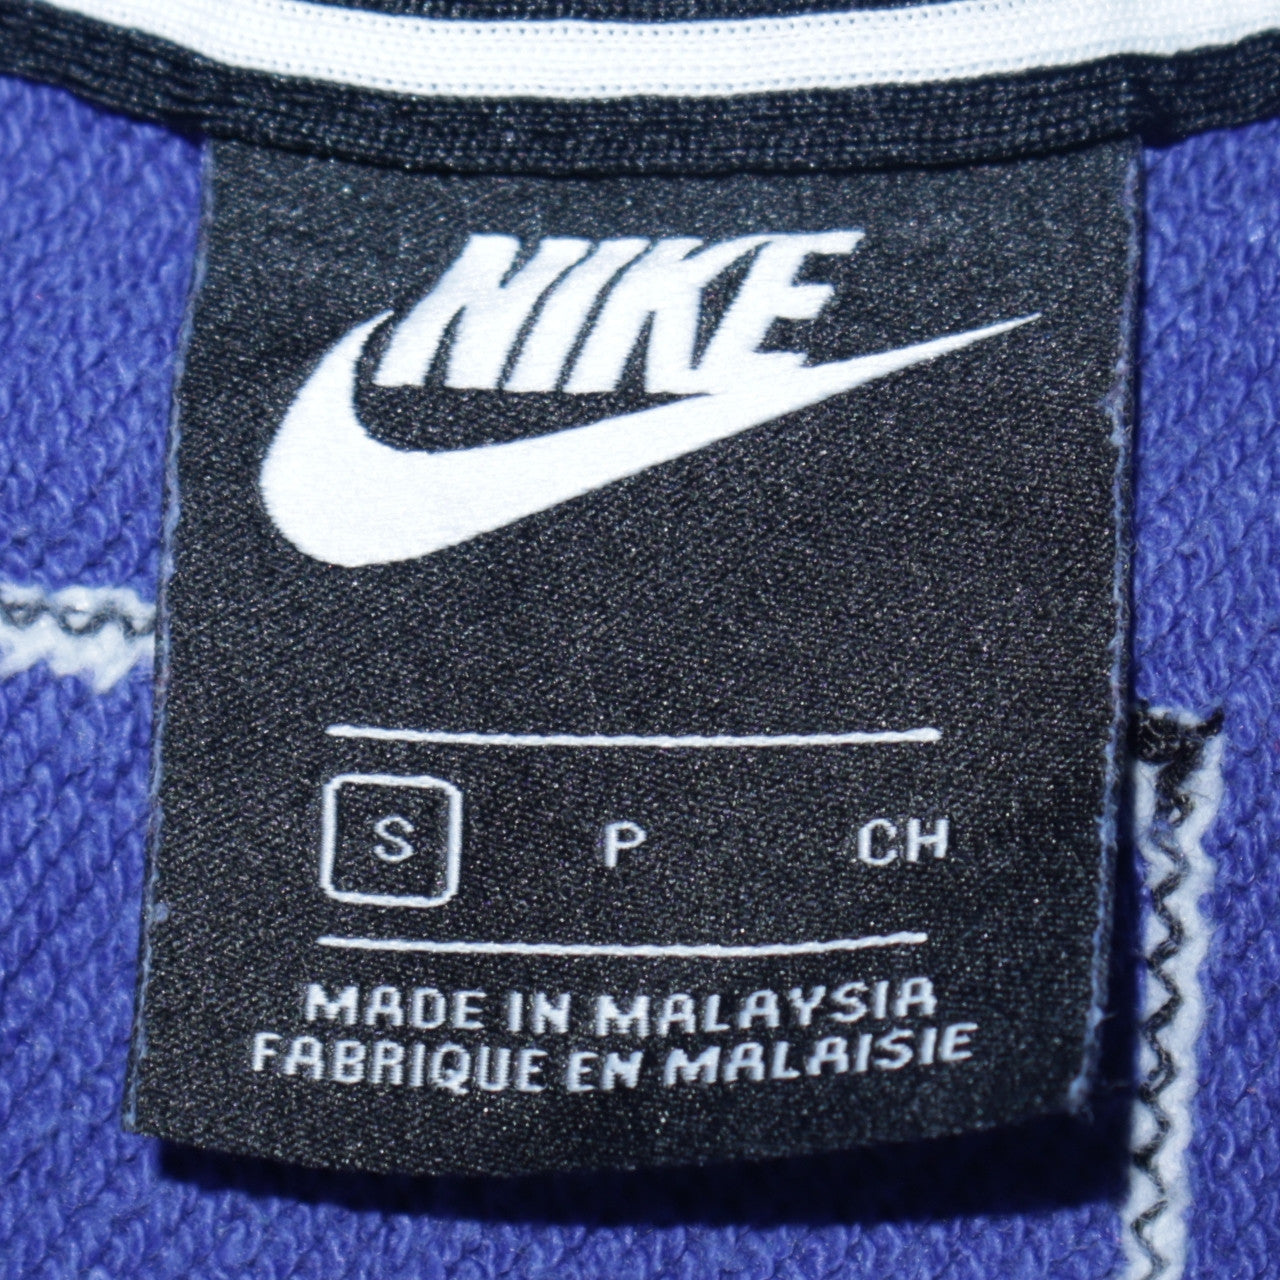 NIKE
S P CH
MADE IN MALAYSIA
FABRIQUE EN MALAISIE